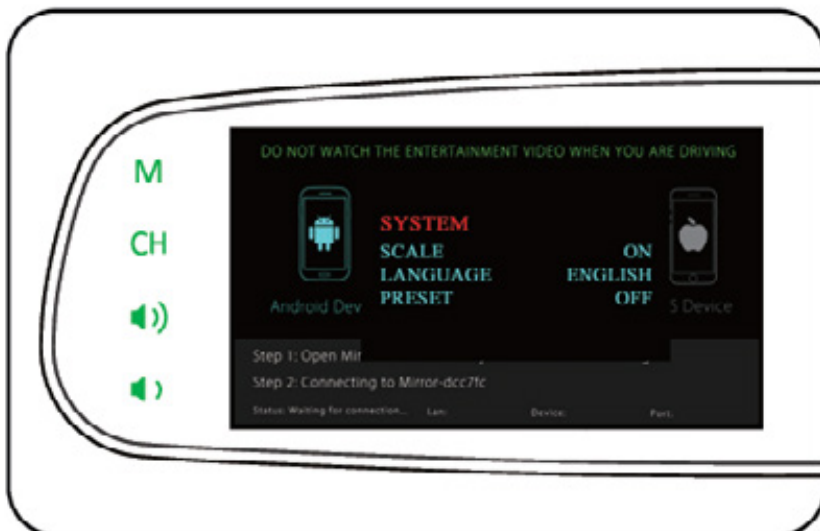 M
CH
DO NOT WATCH THE ENTERTAINMENT VIDEO WHEN YOU ARE DRIVING
SYSTEM
SCALE ON
LANGUAGE ENGLISH
PRESET OFF
Android Dev
S Device
Step 1: Open Mir
Step 2: Connecting to Mirror-dcc7fc
Status: Waiting for connection... Lan: Device: Port: